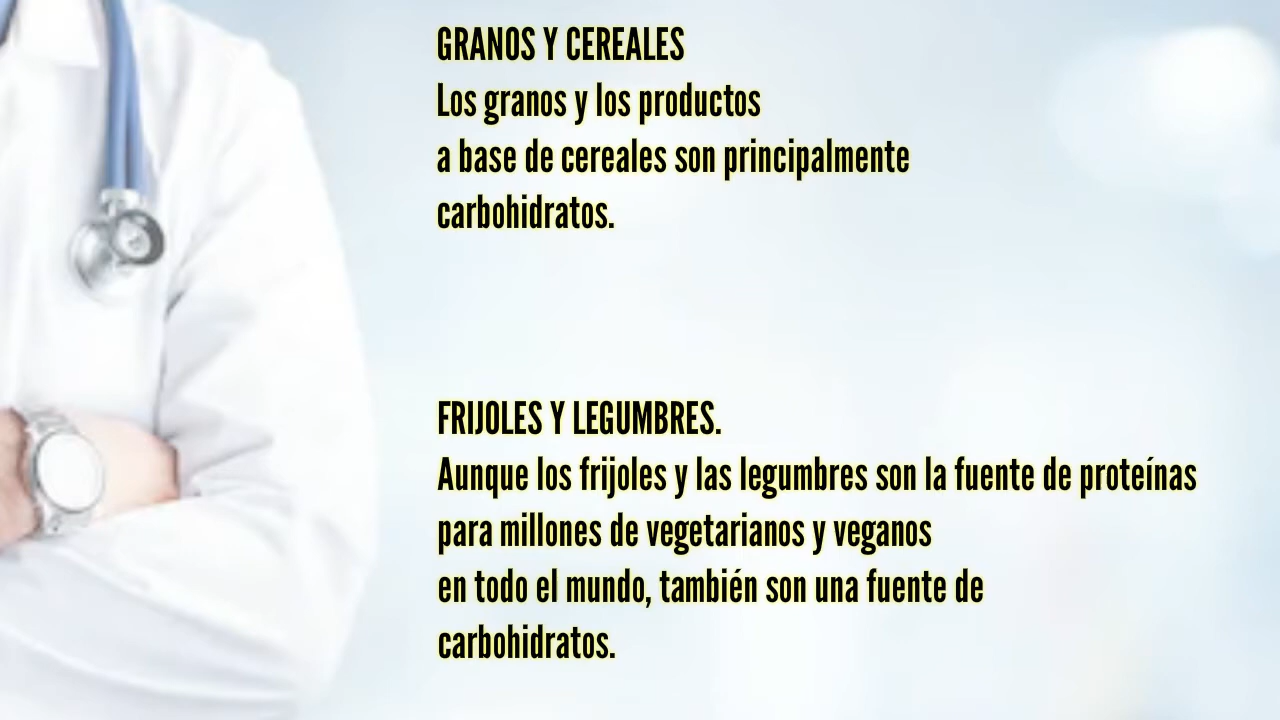 GRANOS Y CEREALES
Los granos y los productos
a base de cereales son principalmente
carbohidratos.
FRIJOLES Y LEGUMBRES.
Aunque los frijoles y las legumbres son la fuente de proteínas
para millones de vegetarianos y veganos
en todo el mundo, también son una fuente de
carbohidratos.